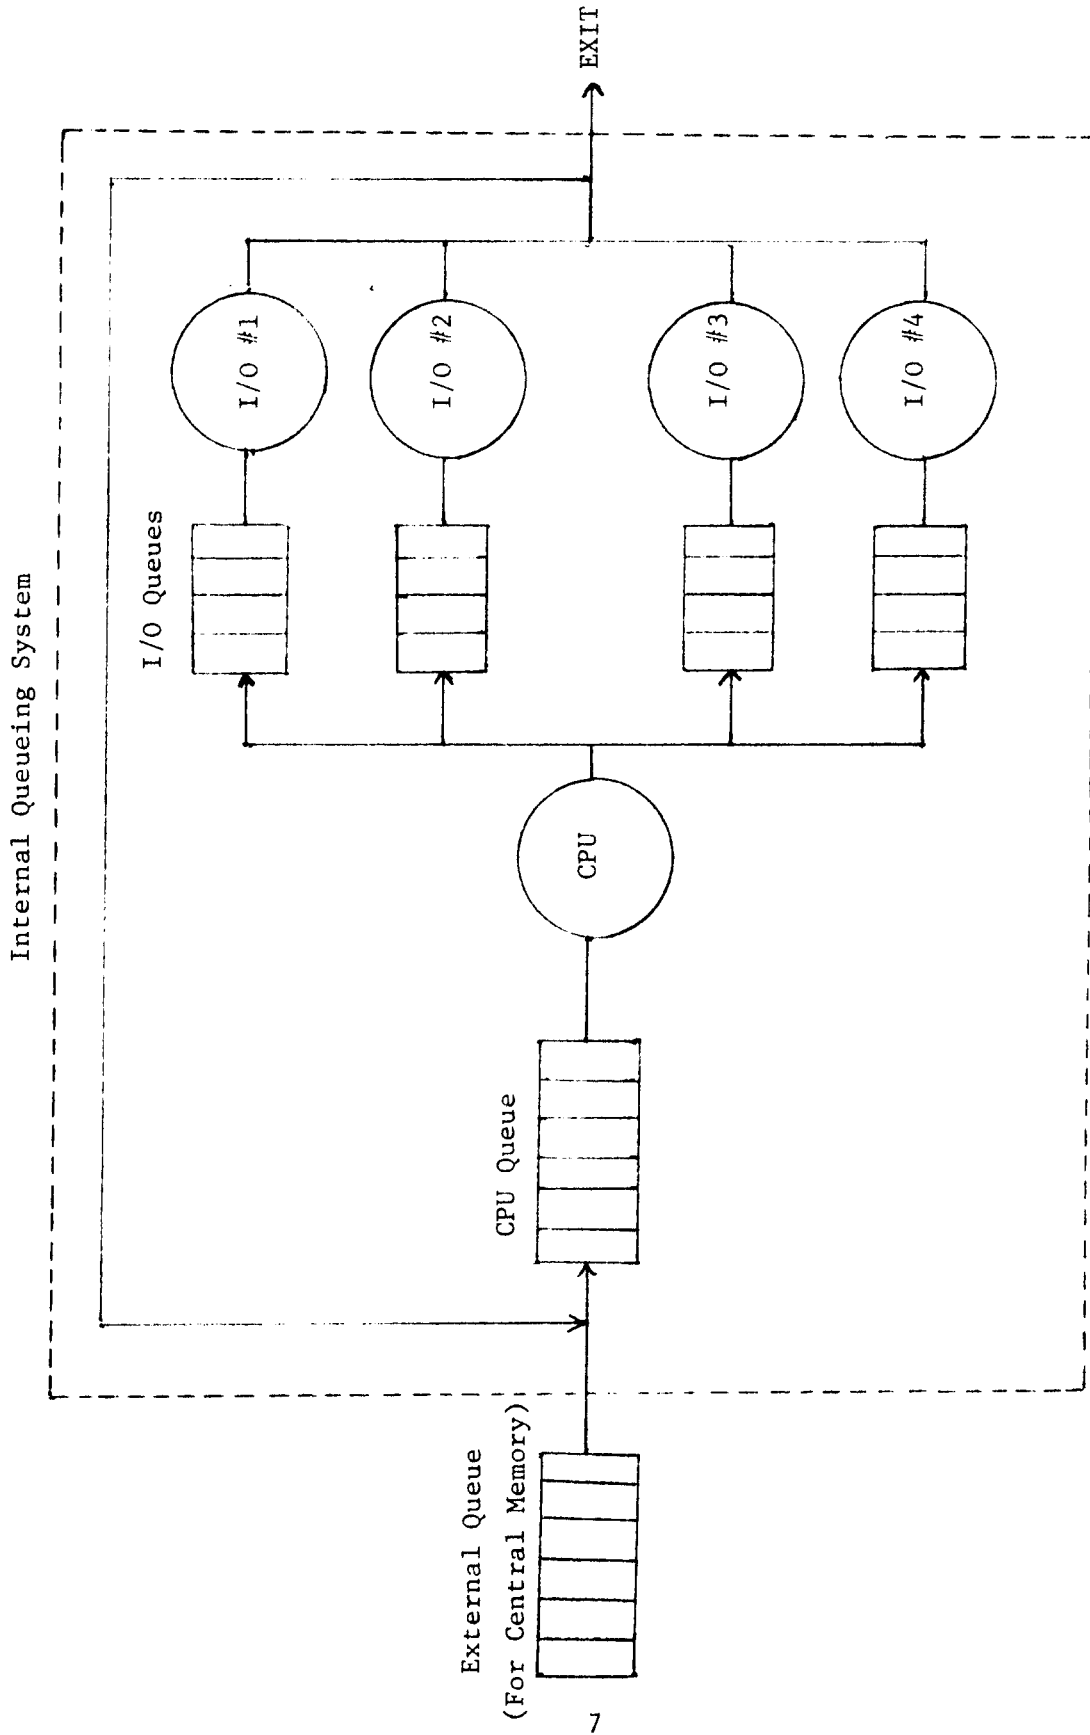 Internal Queueing System
External Queue
(For Central Memory)
CPU Queue
CPU
I/O Queues
I/O #1
I/O #2
I/O #3
I/O #4
EXIT
7